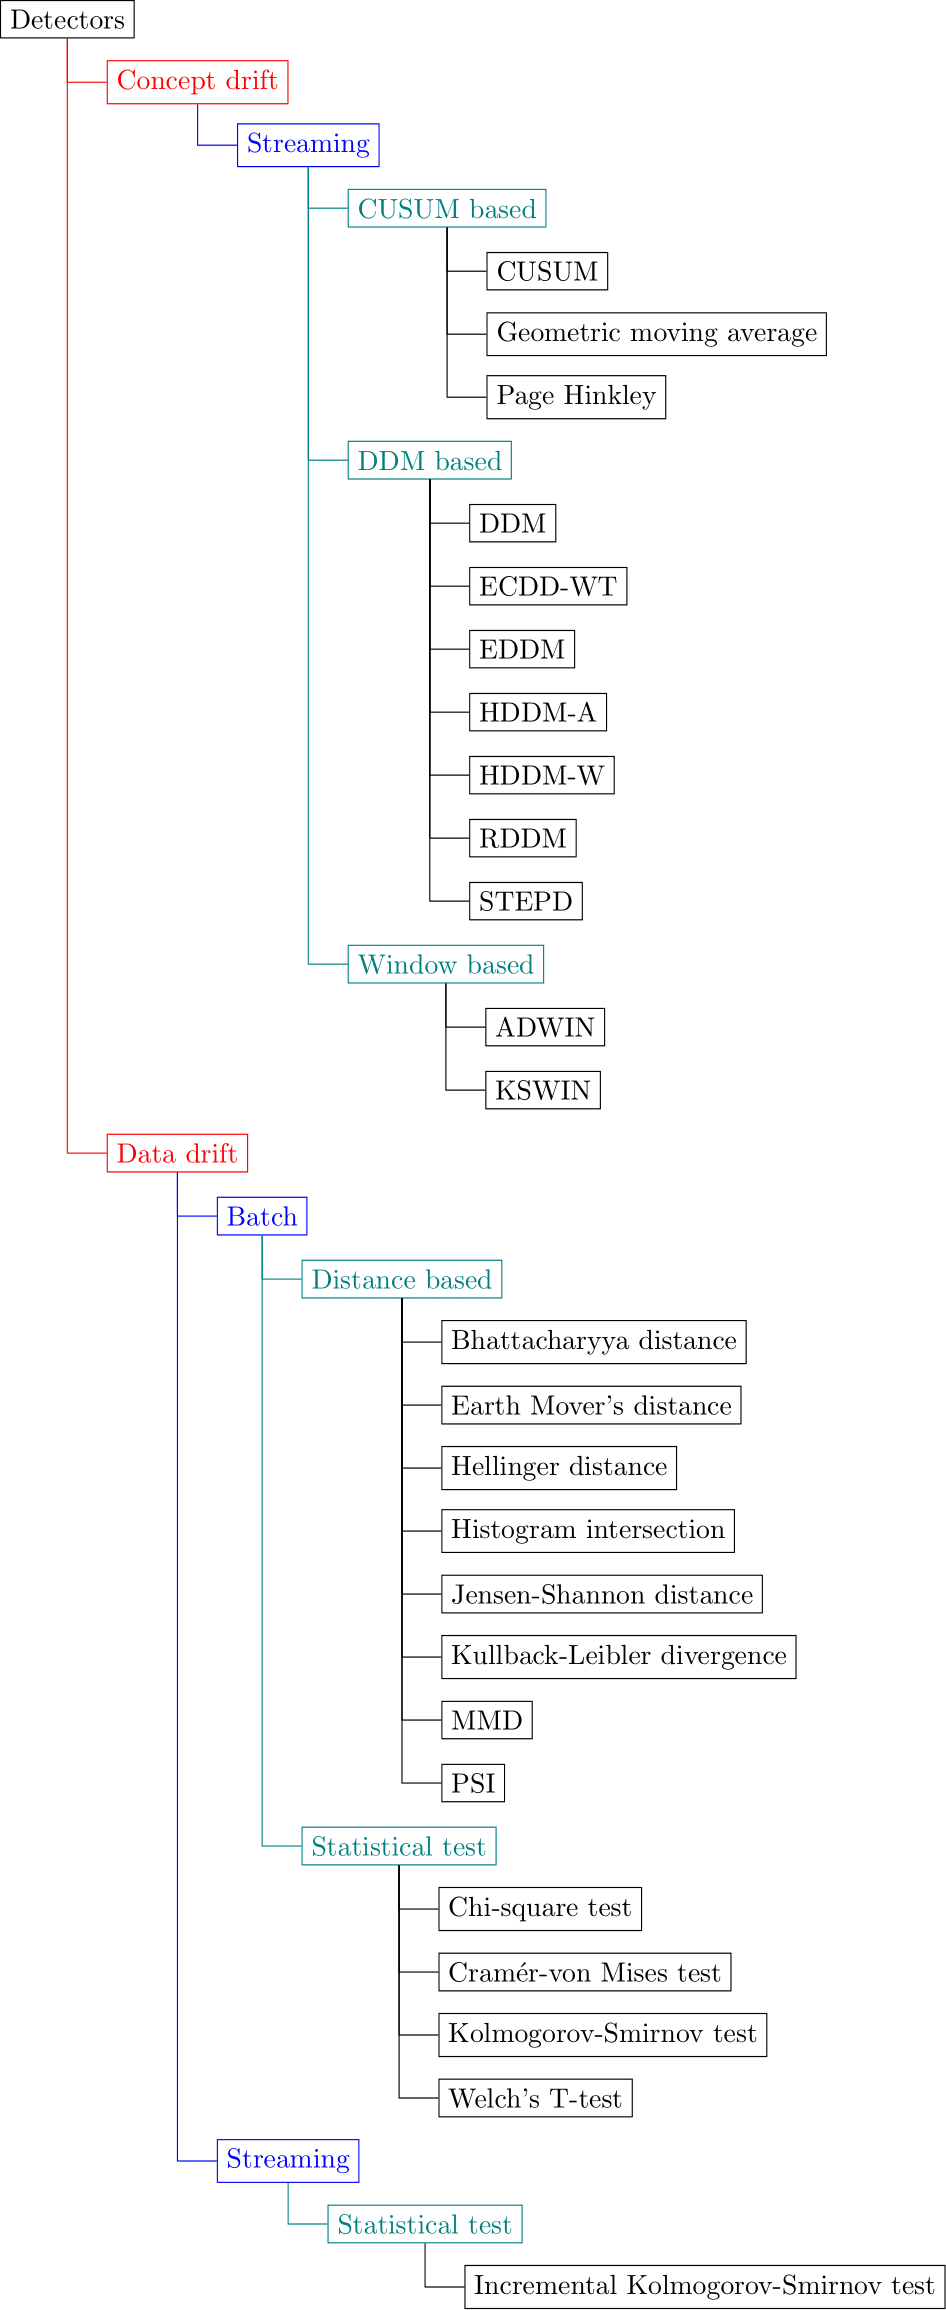 Detectors
Concept drift
Streaming
CUSUM based
CUSUM
Geometric moving average
Page Hinkley
DDM based
DDM
ECDD-WT
EDDM
HDDM-A
HDDM-W
RDDM
STEPD
Window based
ADWIN
KSWIN
Data drift
Batch
Distance based
Bhattacharyya distance
Earth Mover's distance
Hellinger distance
Histogram intersection
Jensen-Shannon distance
Kullback-Leibler divergence
MMD
PSI
Statistical test
Chi-square test
Cramér-von Mises test
Kolmogorov-Smirnov test
Welch's T-test
Streaming
Statistical test
Incremental Kolmogorov-Smirnov test